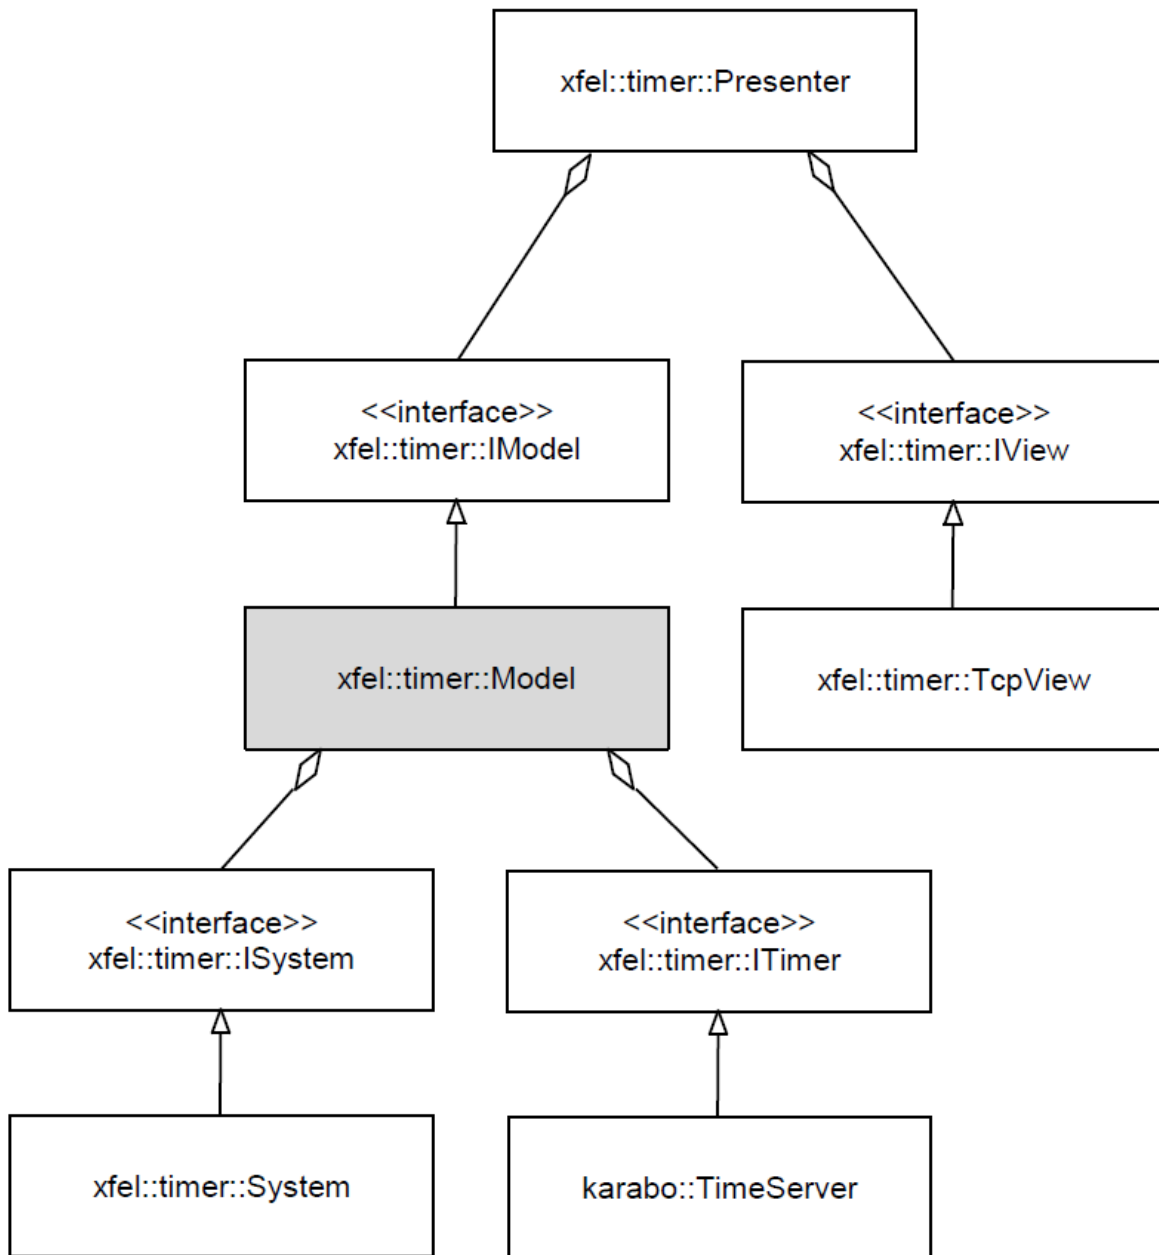 xfel::timer::Presenter
<<interface>>
xfel::timer::IModel
<<interface>>
xfel::timer::IView
xfel::timer::Model
xfel::timer::TcpView
<<interface>>
xfel::timer::ISystem
<<interface>>
xfel::timer::ITimer
xfel::timer::System
karabo::TimeServer